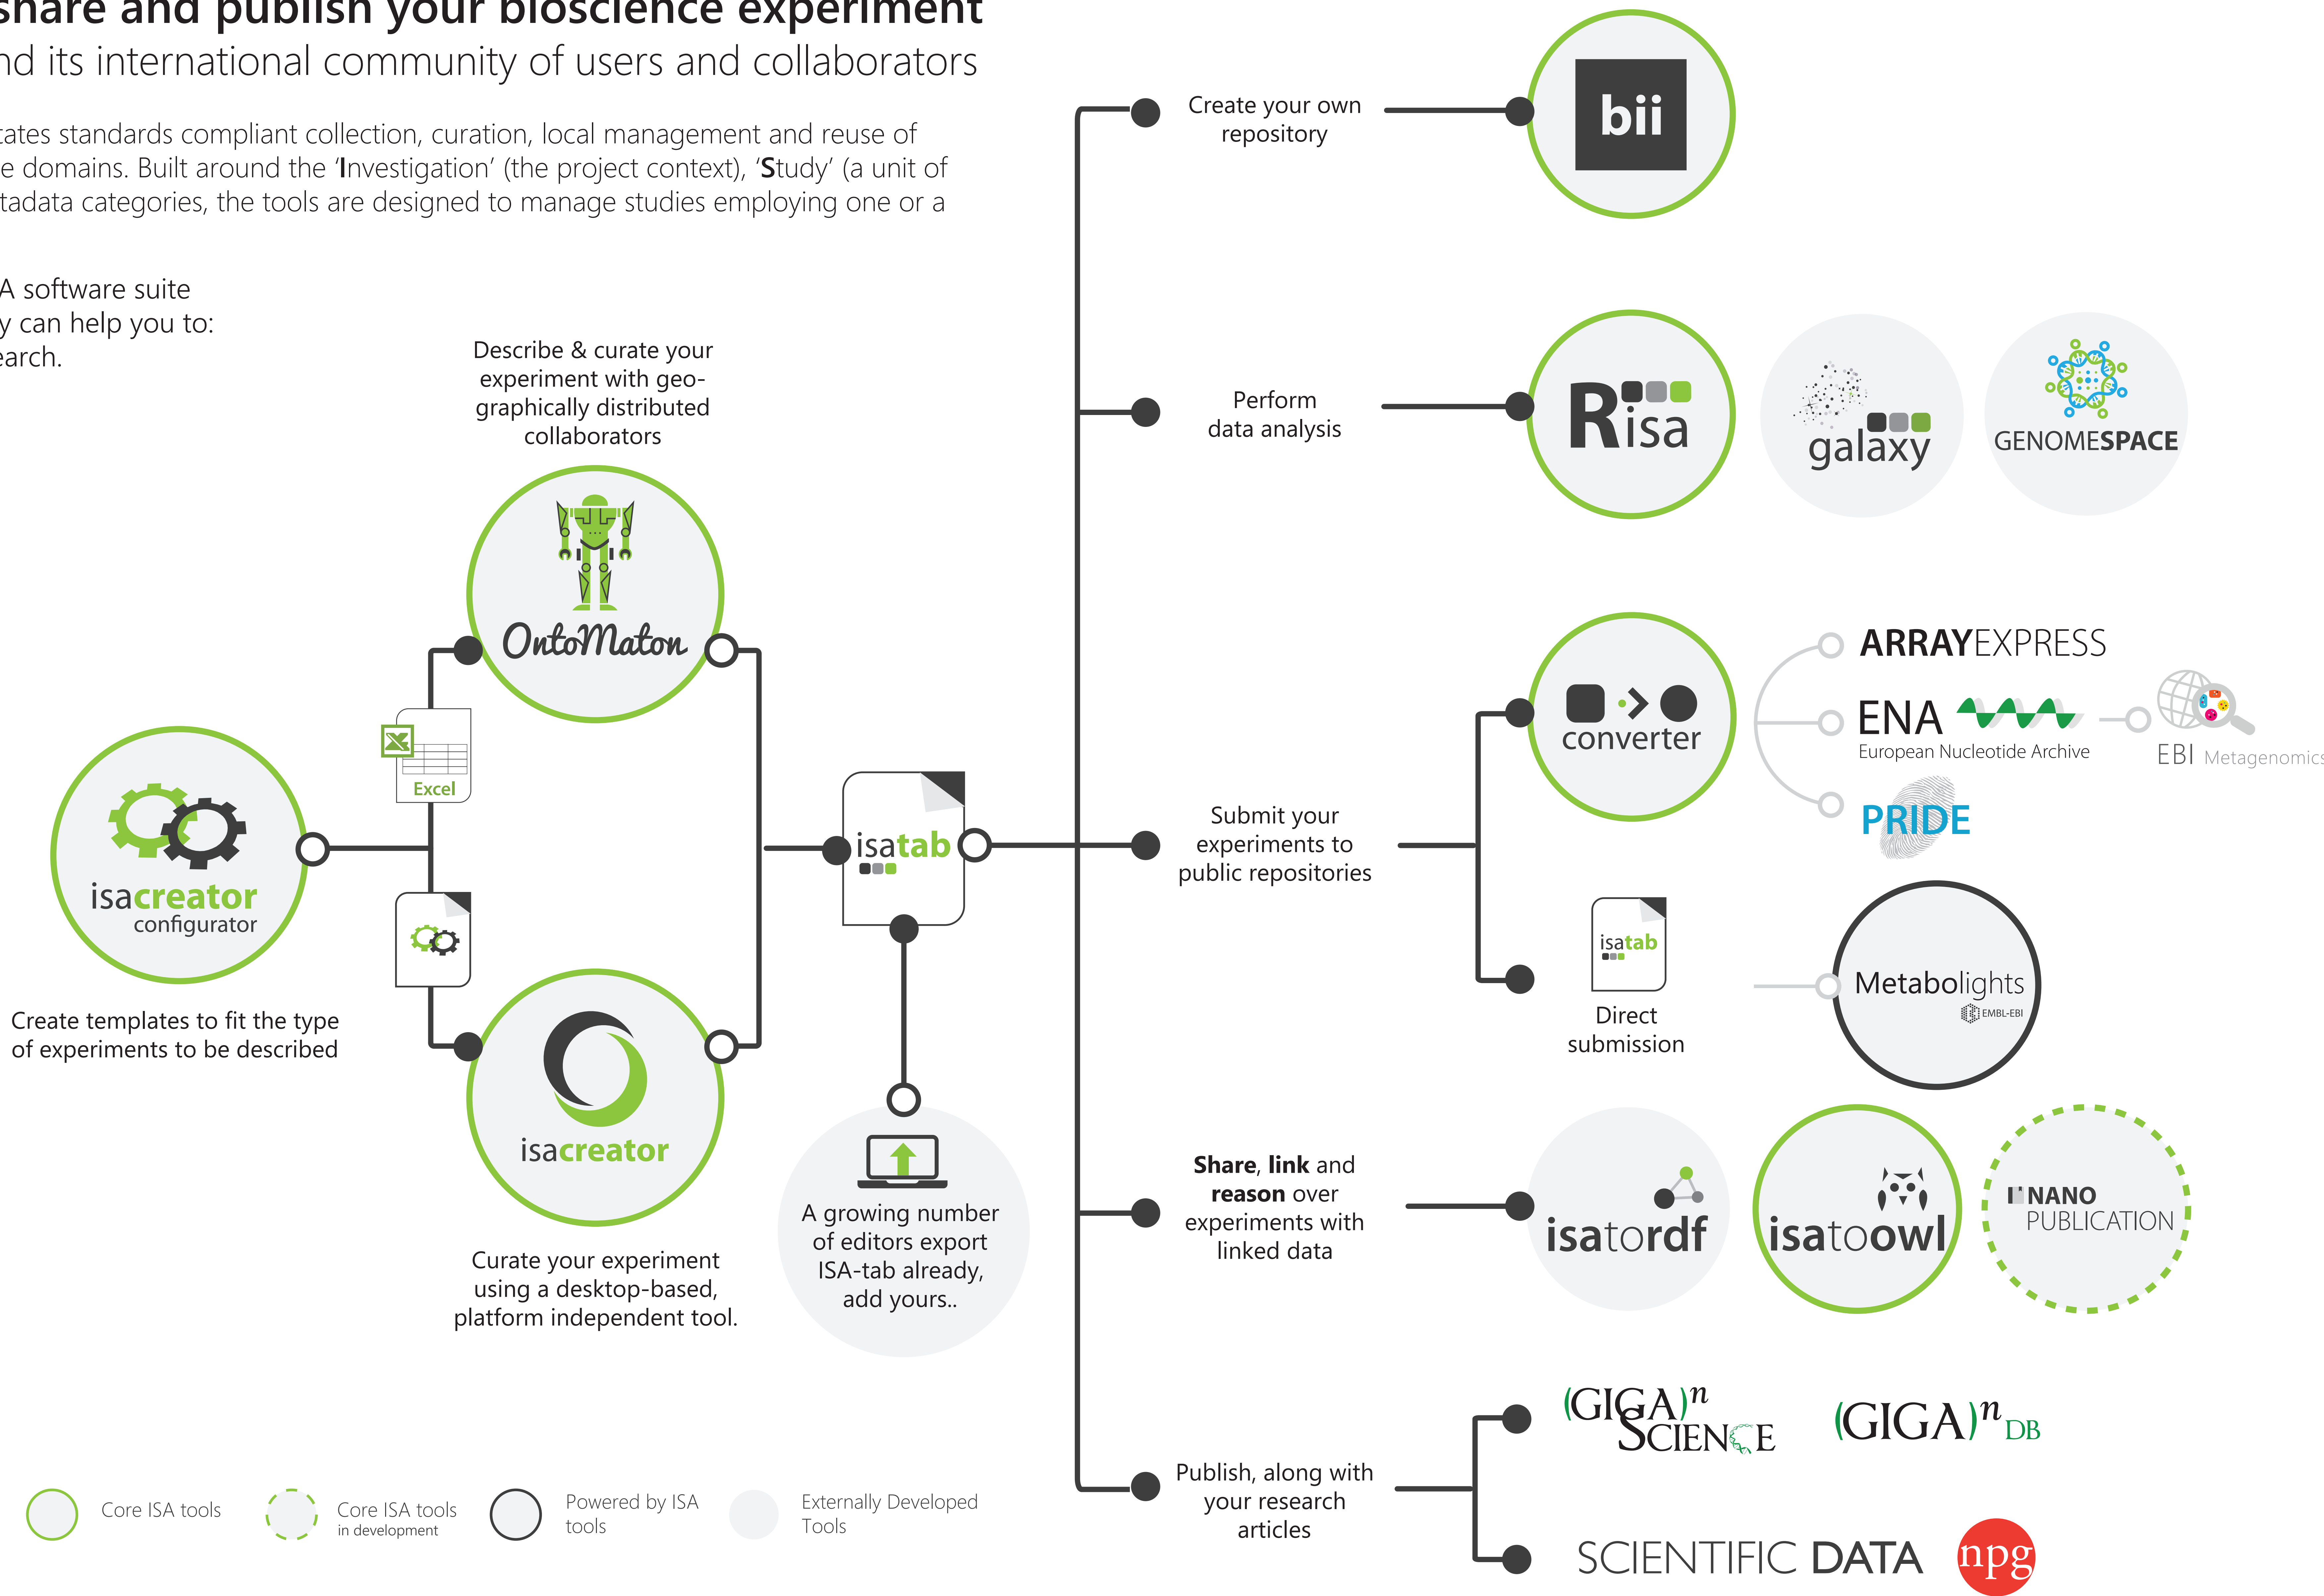 share and publish your bioscience experiment
nd its international community of users and collaborators
tates standards compliant collection, curation, local management and reuse of
e domains. Built around the ‘Investigation’ (the project context), ‘Study’ (a unit of
tadata categories, the tools are designed to manage studies employing one or a
A software suite
y can help you to:
earch.
Describe & curate your
experiment with geo-
graphically distributed
collaborators
OntoMaton
Excel
isacreator
configurator
Create templates to fit the type
of experiments to be described
isacreator
Curate your experiment
using a desktop-based,
platform independent tool.
isatab
A growing number
of editors export
ISA-tab already,
add yours..
Create your own
repository
bii
Perform
data analysis
Risa
galaxy
GENOMESPACE
Submit your
experiments to
public repositories
converter
ARRAYEXPRESS
ENA
European Nucleotide Archive
EBI Metagenomics
PRIDE
isatab
Direct
submission
Metabolights
EMBL-EBI
Share, link and
reason over
experiments with
linked data
isatordf
isatoowl
NANO
PUBLICATION
Publish, along with
your research
articles
(GIGA)n
SCIENCE
(GIGA)n DB
SCIENTIFIC DATA
npg
Core ISA tools
Core ISA tools
in development
Powered by ISA
tools
Externally Developed
Tools